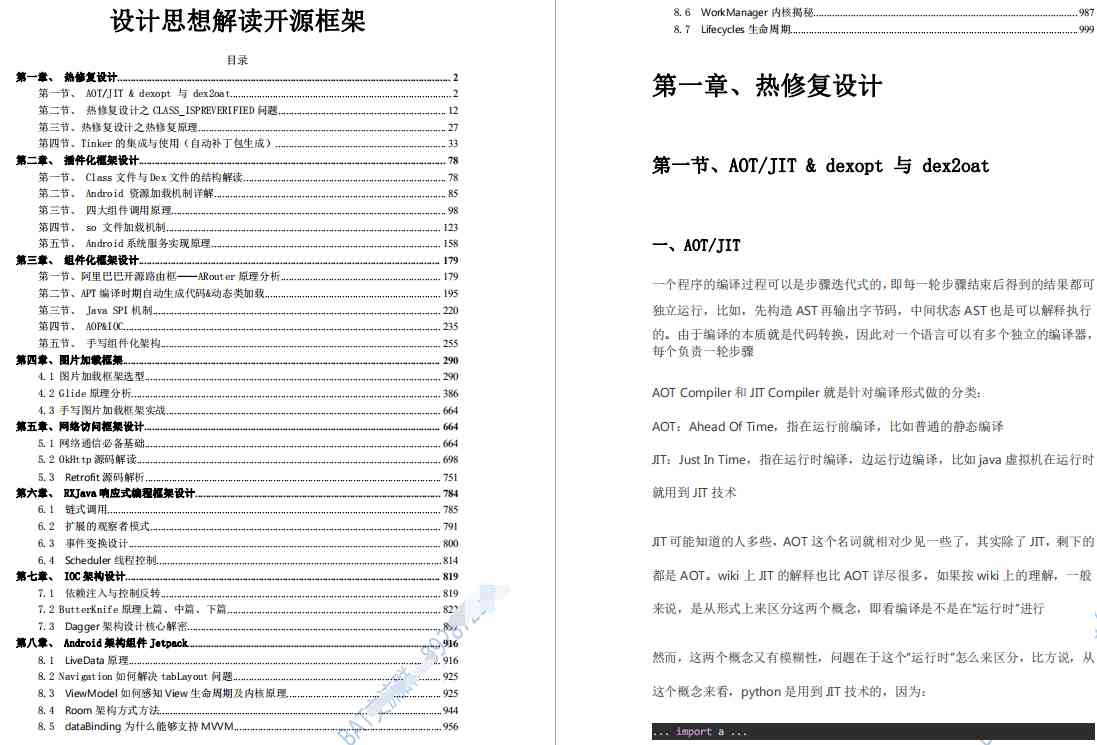 设计思想解读开源框架
目录
第一章、 热修复设计 2
第一节、 AOT/JIT & dexopt 与 dex2oat 2
第二节、 热修复设计之 CLASS_ISPREVERIFIED 问题 12
第三节、热修复设计之热修复原理 27
第四节、Tinker 的集成与使用（自动补丁包生成） 33
第二章、 插件化框架设计 78
第一节、 Class 文件与 Dex 文件的结构解读 78
第二节、 Android 资源加载机制详解 85
第三节、 四大组件调用原理 98
第四节、 so 文件加载机制 123
第五节、 Android 系统服务实现原理 158
第三章、 组件化框架设计 179
第一节、阿里巴巴开源路由框——ARouter 原理分析 179
第二节、APT 编译时期自动生成代码&动态类加载 195
第三节、 Java SPI 机制 220
第四节、 AOP&IOC 235
第五节、 手写组件化架构 255
第四章、图片加载框架 290
4.1 图片加载框架选型 290
4.2 Glide 原理分析 386
4.3 手写图片加载框架实战 664
第五章、网络访问框架设计 664
5.1 网络通信必备基础 664
5.2 OkHttp 源码解读 698
5.3 Retrofit 源码解析 751
第六章、 RXJava 响应式编程框架设计 784
6.1 链式调用 785
6.2 扩展的观察者模式 791
6.3 事件变换设计 800
6.4 Scheduler 线程控制 814
第七章、 IOC 架构设计 819
7.1 依赖注入与控制反转 819
7.2 ButterKnife 原理上篇、中篇、下篇
7.3 Dagger 架构设计核心解密
第八章、 Android 架构组件 Jetpack 916
8.1 LiveData 原理 916
8.2 Navigation 如何解决 tabLayout 问题 925
8.3 ViewModel 如何感知 View 生命周期及内核原理 925
8.4 Room 架构方式方法 944
8.5 dataBinding 为什么能够支持 MVVM 956
8.6 WorkManager 内核揭秘 987
8.7 Lifecycles 生命周期 999
第一章、热修复设计
第一节、AOT/JIT & dexopt 与 dex2oat
一、AOT/JIT
一个程序的编译过程可以是步骤迭代式的，即每一轮步骤结束后得到的结果都可
独立运行，比如，先构造 AST 再输出字节码，中间状态 AST 也是可以解释执行
的。由于编译的本质就是代码转换，因此对一个语言可以有多个独立的编译器，
每个负责一轮步骤
AOT Compiler 和 JIT Compiler 就是针对编译形式做的分类：
AOT：Ahead Of Time，指在运行前编译，比如普通的静态编译
JIT：Just In Time，指在运行时编译，边运行边编译，比如 java 虚拟机在运行时
就用到 JIT 技术
JIT 可能知道的人多些，AOT 这个名词就相对少见一些了，其实除了 JIT，剩下的
都是 AOT。wiki 上 JIT 的解释也比 AOT 详尽很多，如果按 wiki 上的理解，一般
来说，是从形式上来区分这两个概念，即看编译是不是在“运行时”进行
然而，这两个概念又有模糊性，问题在于这个“运行时”怎么来区分，比方说，从
这个概念来看，python 是用到 JIT 技术的，因为：
... import a ...